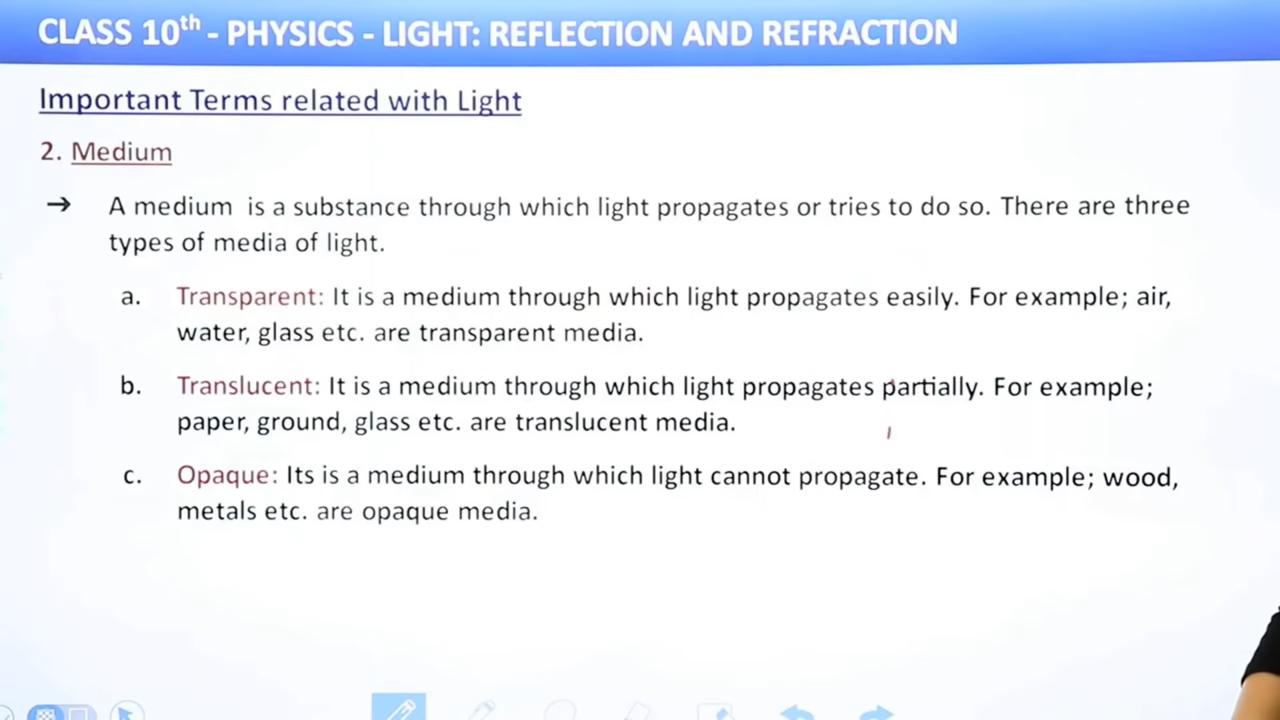 CLASS 10th - PHYSICS - LIGHT: REFLECTION AND REFRACTION
Important Terms related with Light
2. Medium
→ A medium is a substance through which light propagates or tries to do so. There are three
types of media of light.
a. Transparent: It is a medium through which light propagates easily. For example; air,
water, glass etc. are transparent media.
b. Translucent: It is a medium through which light propagates partially. For example;
paper, ground, glass etc. are translucent media.
c. Opaque: Its is a medium through which light cannot propagate. For example; wood,
metals etc. are opaque media.